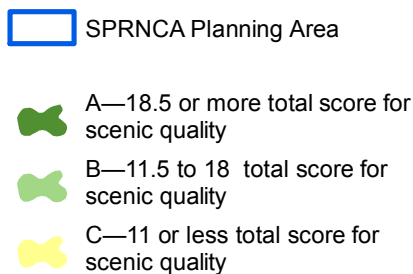 SPRNCA Planning Area
A—18.5 or more total score for
scenic quality
B—11.5 to 18  total score for
scenic quality
C—11 or less total score for
scenic quality